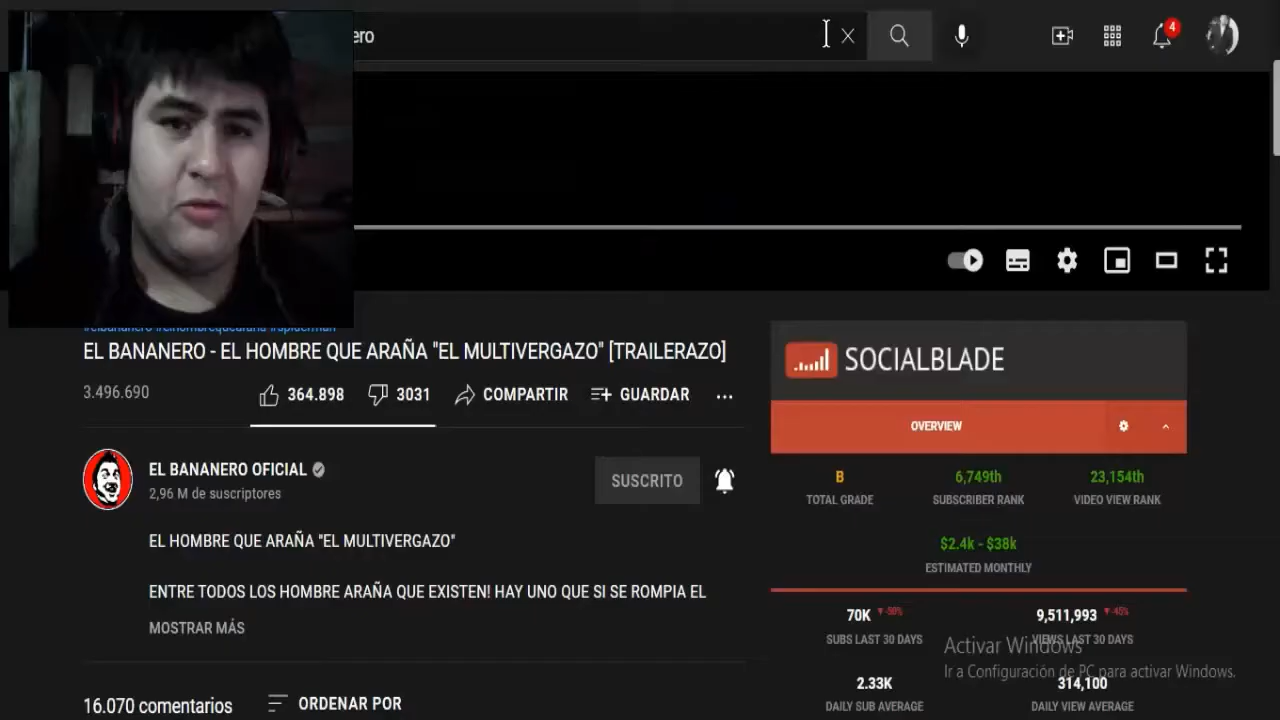 ero
4
#elbananero #elhombrequearaña #spiderman
EL BANANERO - EL HOMBRE QUE ARAÑA "EL MULTIVERGAZO" [TRAILERAZO]
3.496.690
364.898
3031
COMPARTIR
GUARDAR
EL BANANERO OFICIAL
2,96 M de suscriptores
SUSCRITO
EL HOMBRE QUE ARAÑA "EL MULTIVERGAZO"
ENTRE TODOS LOS HOMBRE ARAÑA QUE EXISTEN! HAY UNO QUE SI SE ROMPIA EL
MOSTRAR MÁS
16.070 comentarios
ORDENAR POR
SOCIALBLADE
OVERVIEW
B
TOTAL GRADE
6,749th
SUBSCRIBER RANK
23,154th
VIDEO VIEW RANK
$2.4k - $38k
ESTIMATED MONTHLY
70K
SUBS LAST 30 DAYS
9,511,993
VIEWS LAST 30 DAYS
2.33K
DAILY SUB AVERAGE
314,100
DAILY VIEW AVERAGE
Activar Windows
Ir a Configuración de PC para activar Windows.